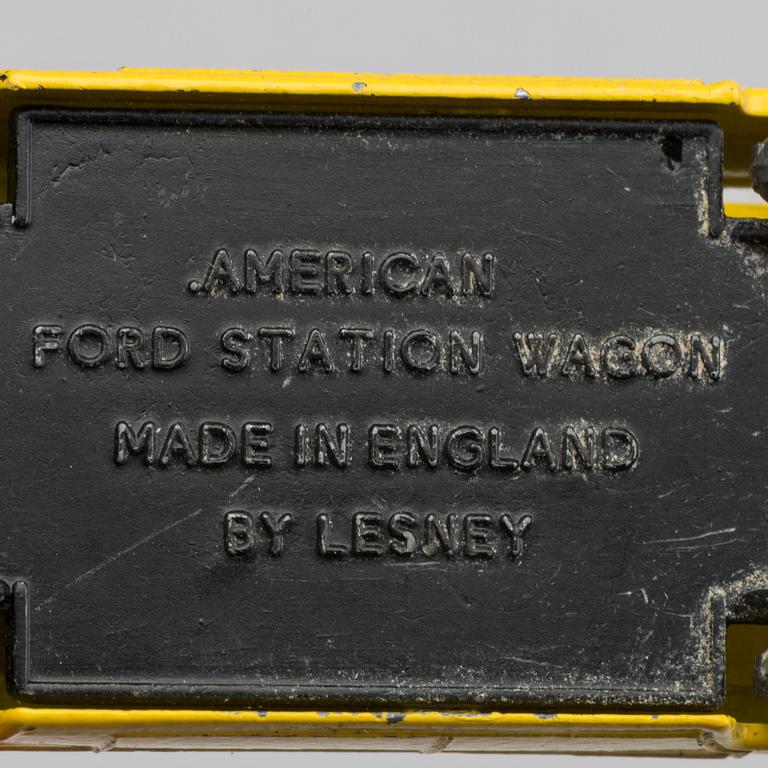 AMERICAN
FORD STATION WAGON
MADE IN ENGLAND
BY LESNEY